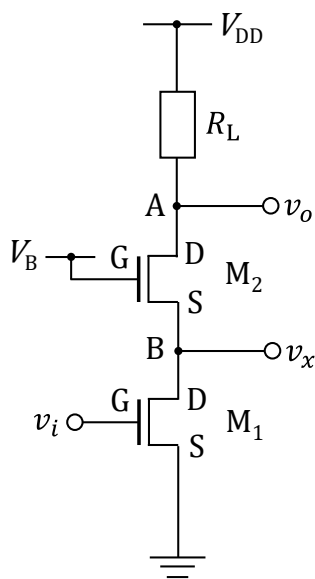 V_DD
R_L
A v_o
V_B G D M_2
S
B v_x
G D
v_i M_1
S